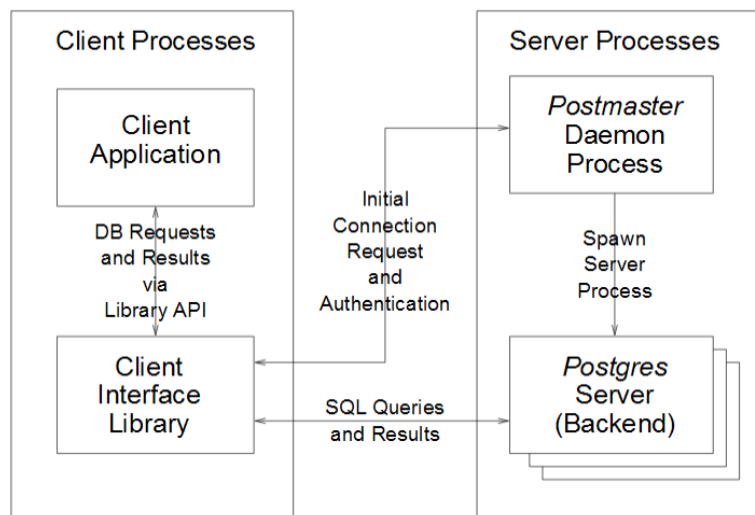 Client Processes
Client
Application
DB Requests
and Results
via
Library API
Client
Interface
Library
Initial
Connection
Request
and
Authentication
SQL Queries
and Results
Server Processes
Postmaster
Daemon
Process
Spawn
Server
Process
Postgres
Server
(Backend)